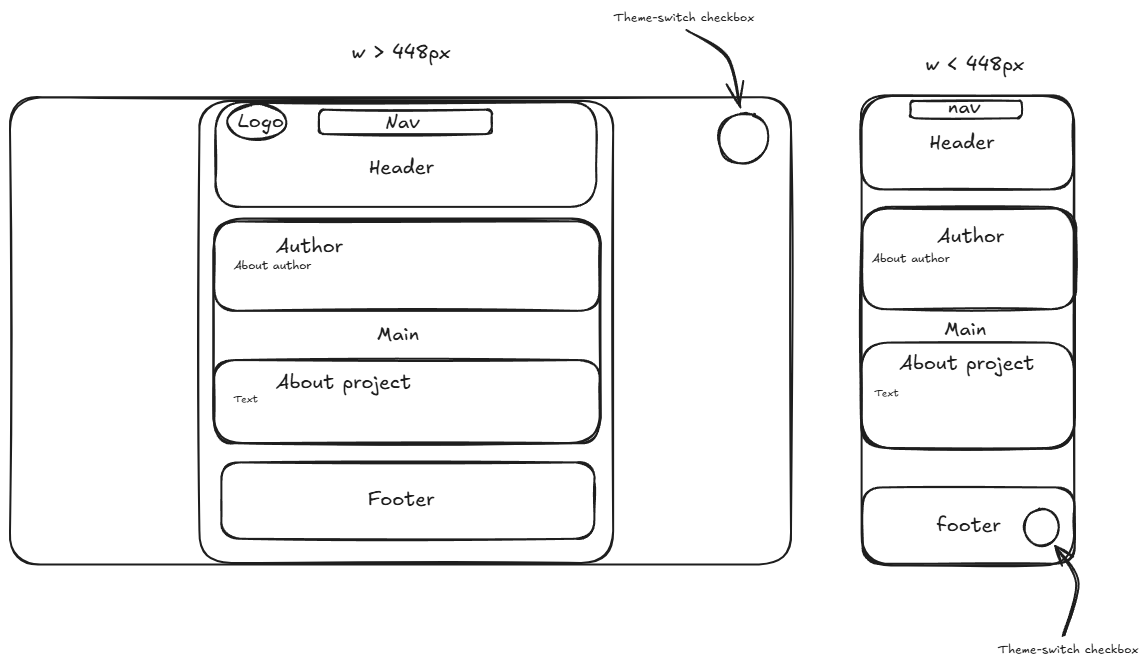 Theme-switch checkbox
w > 448px
Logo
Nav
Header
Author
About author
Main
About project
Text
Footer
w < 448px
nav
Header
Author
About author
Main
About project
Text
footer
Theme-switch checkbox